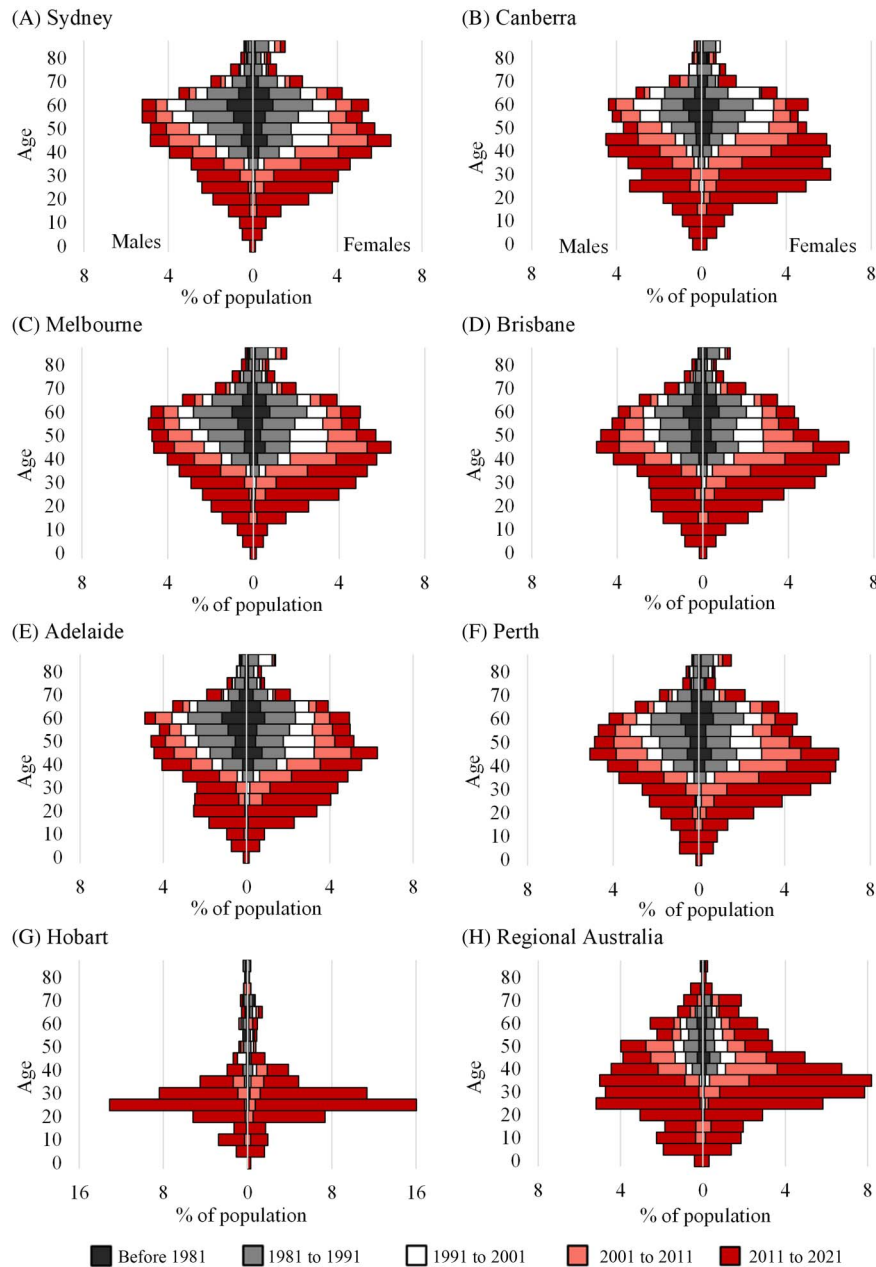 (A) Sydney
80
70
60
50
40
30
20
10
0
Age
Males
Females
8 4 0 4 8
% of population
(B) Canberra
80
70
60
50
40
30
20
10
0
Age
Males
Females
8 4 0 4 8
% of population
(C) Melbourne
80
70
60
50
40
30
20
10
0
Age
8 4 0 4 8
% of population
(D) Brisbane
80
70
60
50
40
30
20
10
0
Age
8 4 0 4 8
% of population
(E) Adelaide
80
70
60
50
40
30
20
10
0
Age
8 4 0 4 8
% of population
(F) Perth
80
70
60
50
40
30
20
10
0
Age
8 4 0 4 8
% of population
(G) Hobart
80
70
60
50
40
30
20
10
0
Age
16 8 0 8 16
% of population
(H) Regional Australia
80
70
60
50
40
30
20
10
0
Age
8 4 0 4 8
% of population
Before 1981 1981 to 1991 1991 to 2001 2001 to 2011 2011 to 2021